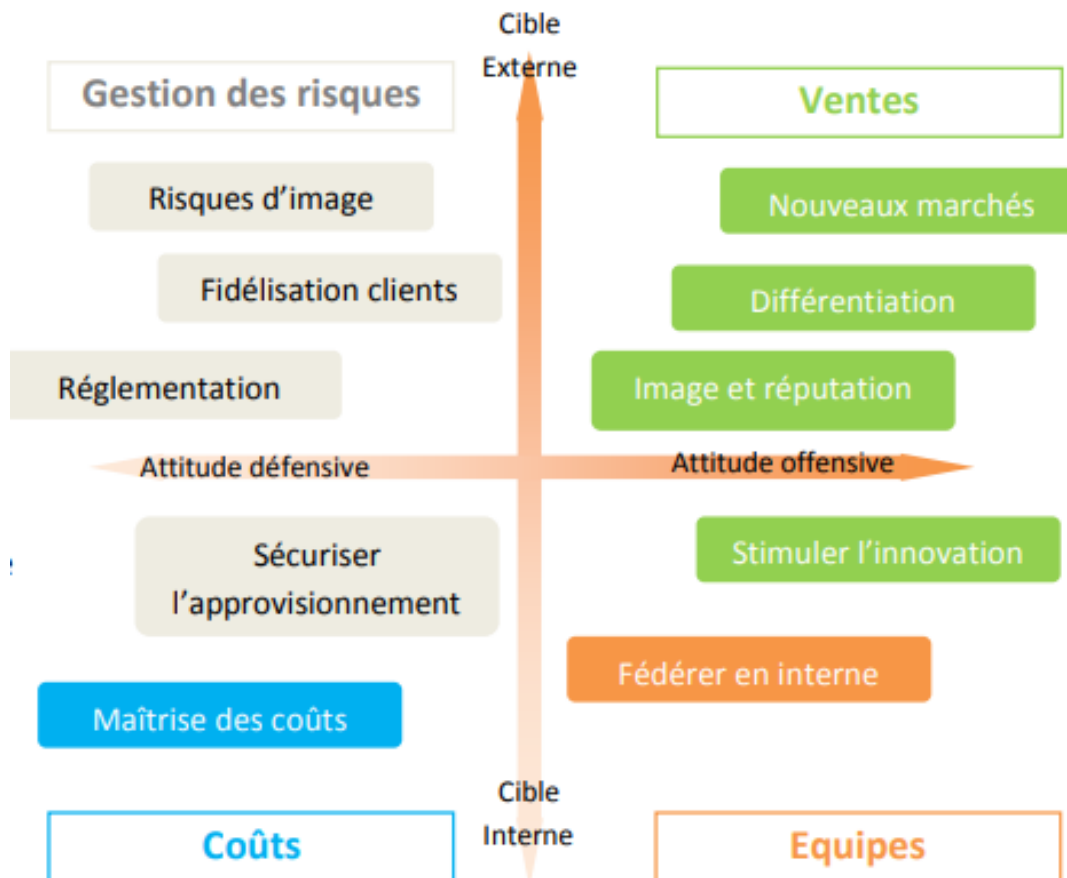 Cible
Externe
Gestion des risques
Ventes
Risques d’image
Nouveaux marchés
Fidélisation clients
Différentiation
Réglementation
Image et réputation
Attitude défensive
Attitude offensive
Sécuriser
l’approvisionnement
Stimuler l’innovation
Fédérer en interne
Maîtrise des coûts
Cible
Interne
Coûts
Equipes